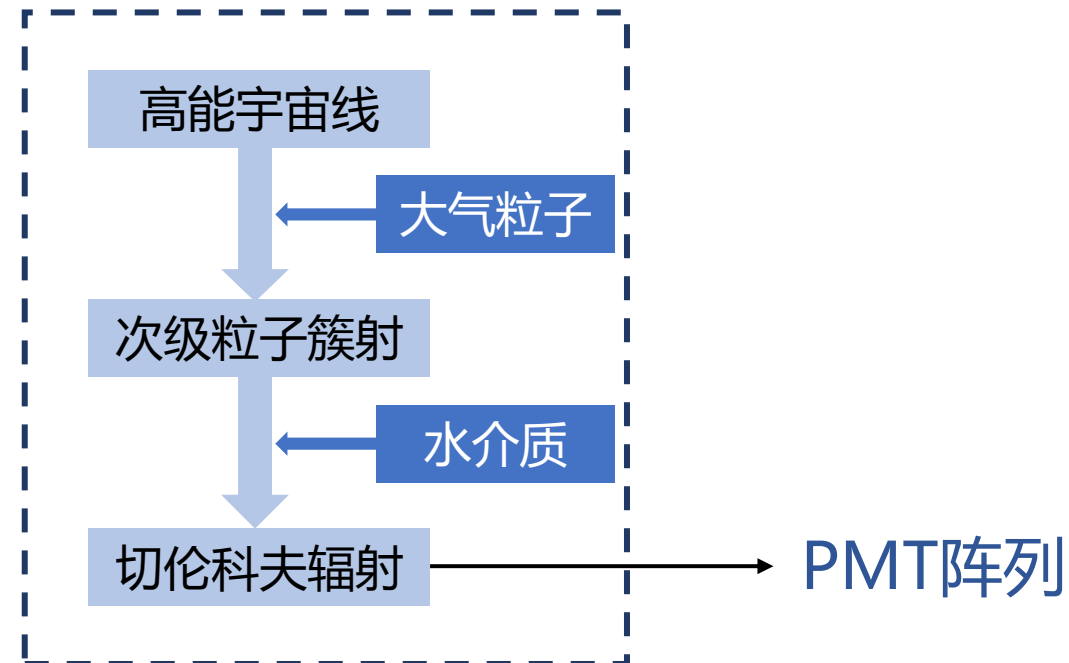 高能宇宙线
大气粒子
次级粒子簇射
水介质
切伦科夫辐射
PMT阵列